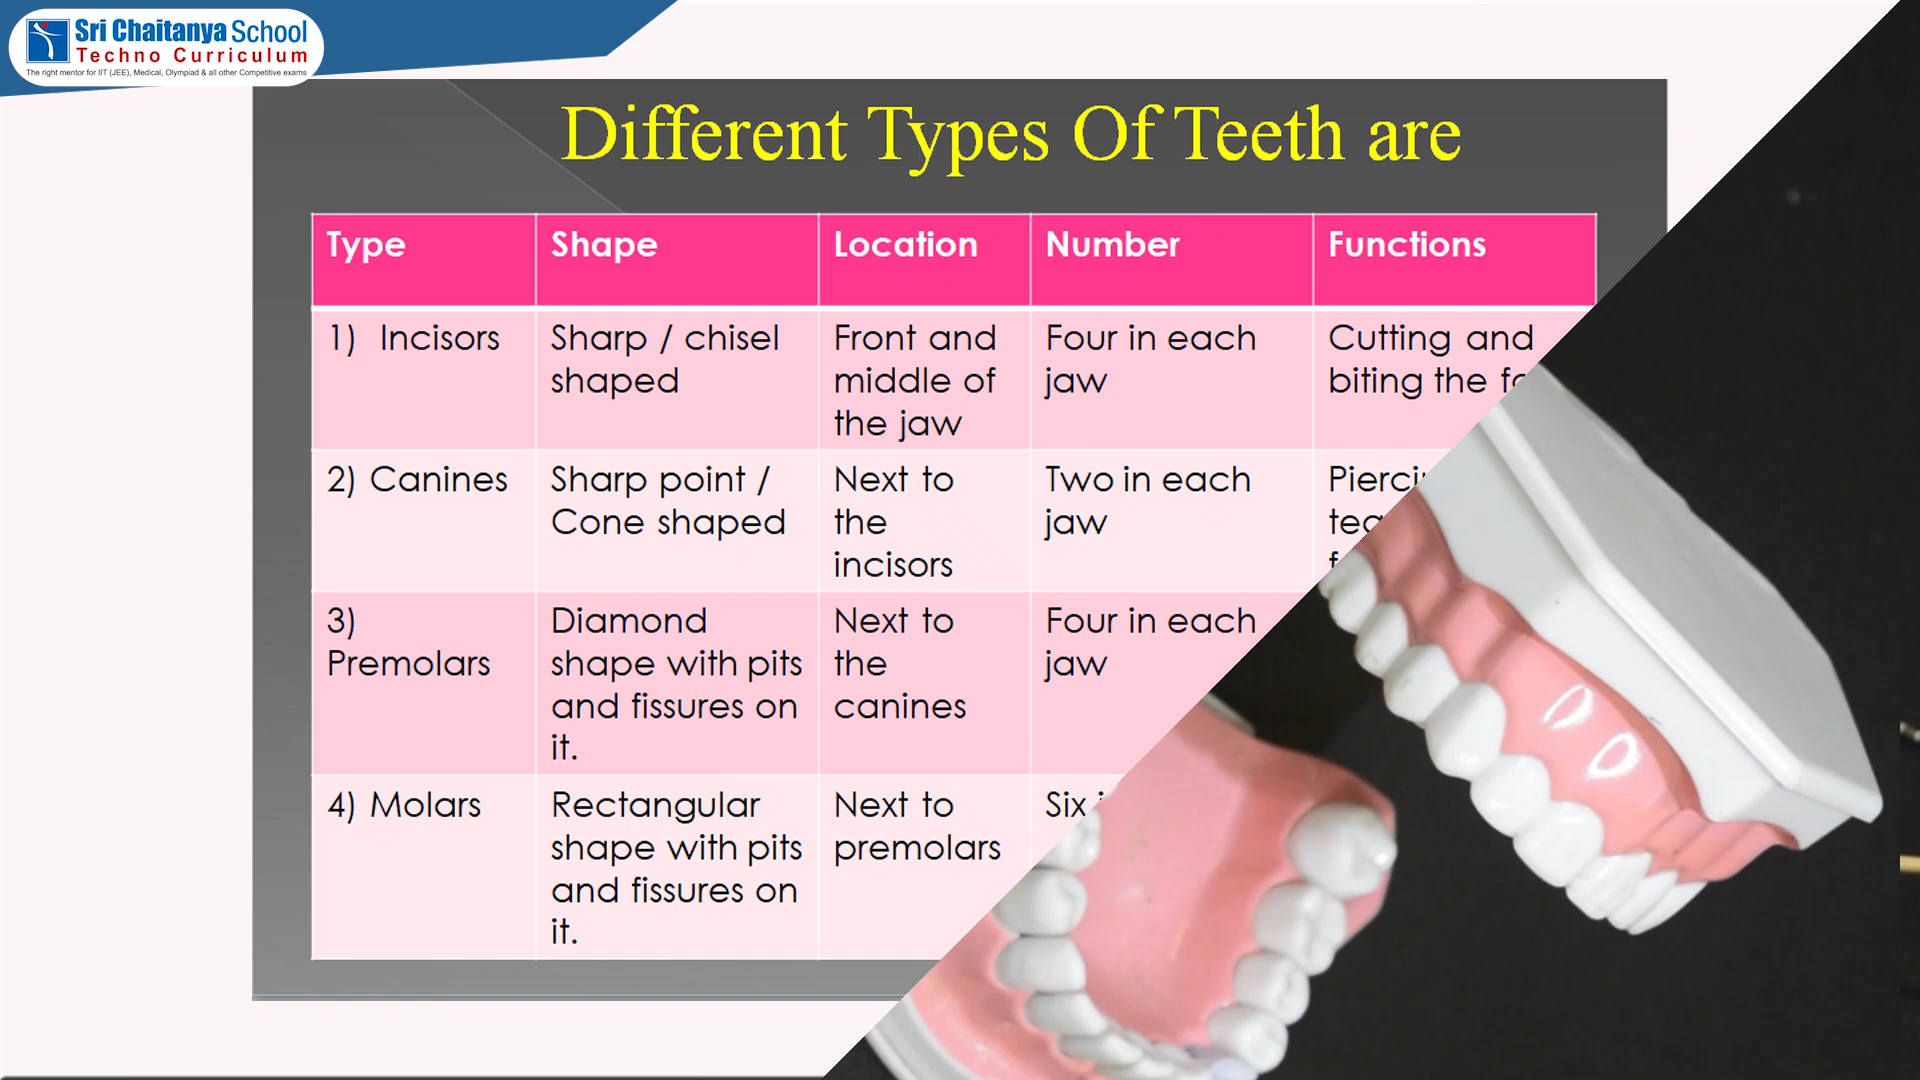 Sri Chaitanya School
Techno Curriculum
The right mentor for IIT (JEE), Medical, Olympiad & all other Competitive exams
Different Types Of Teeth are
Type Shape Location Number Functions
1) Incisors
Sharp / chisel
shaped
Front and
middle of
the jaw
Four in each
jaw
Cutting and
biting the
2) Canines
Sharp point /
Cone shaped
Next to
the
incisors
Two in each
jaw
3)
Premolars
Diamond
shape with pits
and fissures on
it.
Next to
the
canines
Four in each
jaw
4) Molars
Rectangular
shape with pits
and fissures on
it.
Next to
premolars
Six